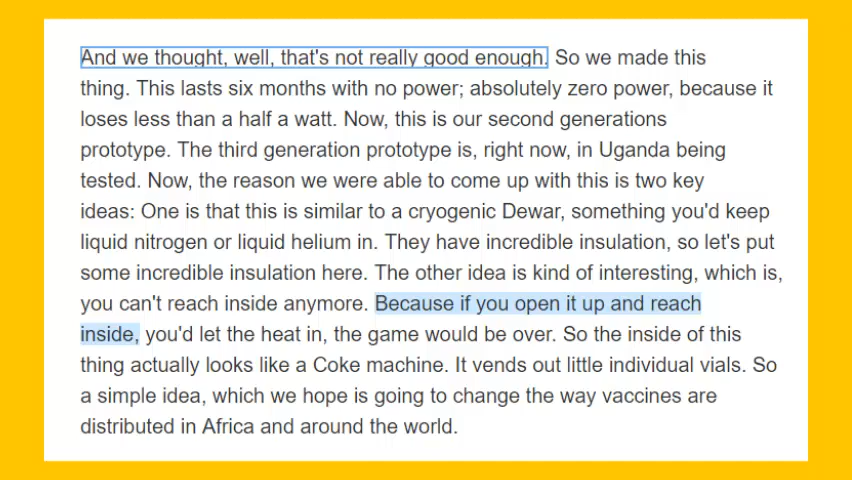 And we thought, well, that's not really good enough. So we made this
thing. This lasts six months with no power; absolutely zero power, because it
loses less than a half a watt. Now, this is our second generations
prototype. The third generation prototype is, right now, in Uganda being
tested. Now, the reason we were able to come up with this is two key
ideas: One is that this is similar to a cryogenic Dewar, something you'd keep
liquid nitrogen or liquid helium in. They have incredible insulation, so let's put
some incredible insulation here. The other idea is kind of interesting, which is,
you can't reach inside anymore. Because if you open it up and reach
inside, you'd let the heat in, the game would be over. So the inside of this
thing actually looks like a Coke machine. It vends out little individual vials. So
a simple idea, which we hope is going to change the way vaccines are
distributed in Africa and around the world.